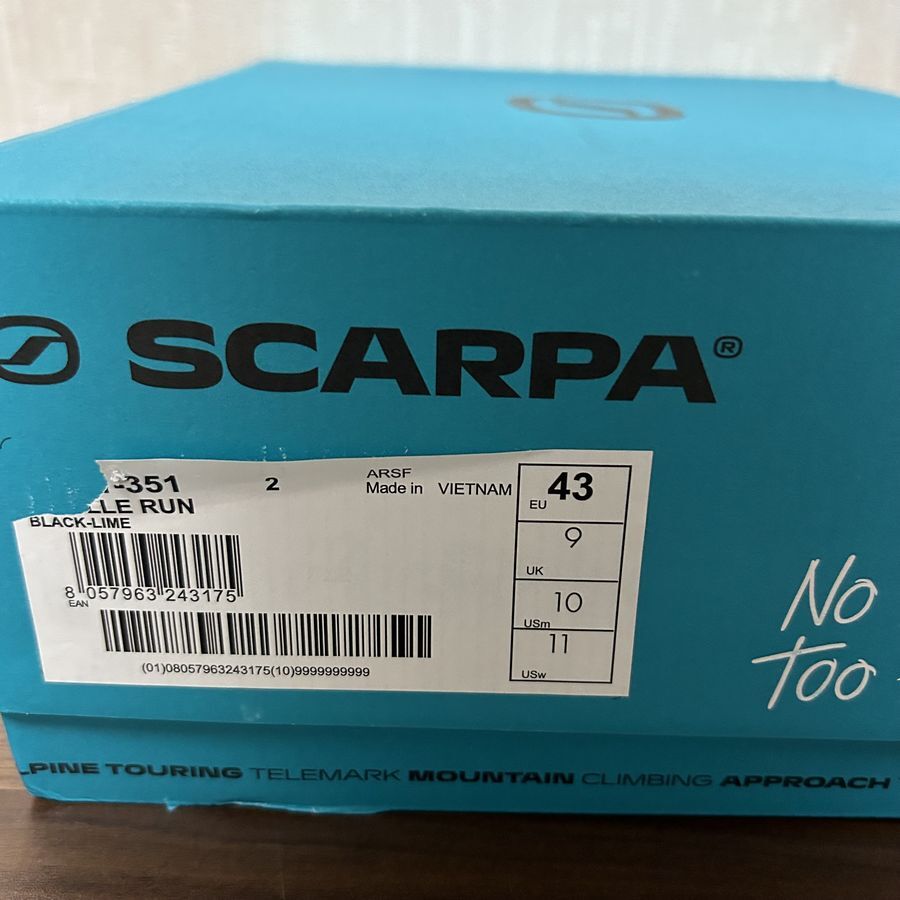 SCARPA®
-351
2
ARSF
Made in VIETNAM
LLE RUN
BLACK-LIME
8 057963 243175
EAN
(01)08057963243175(10)9999999999
EU 43
9
UK
10
USm
11
USw
No
Too
LPINE TOURING TELEMARK MOUNTAIN CLIMBING APPROACH